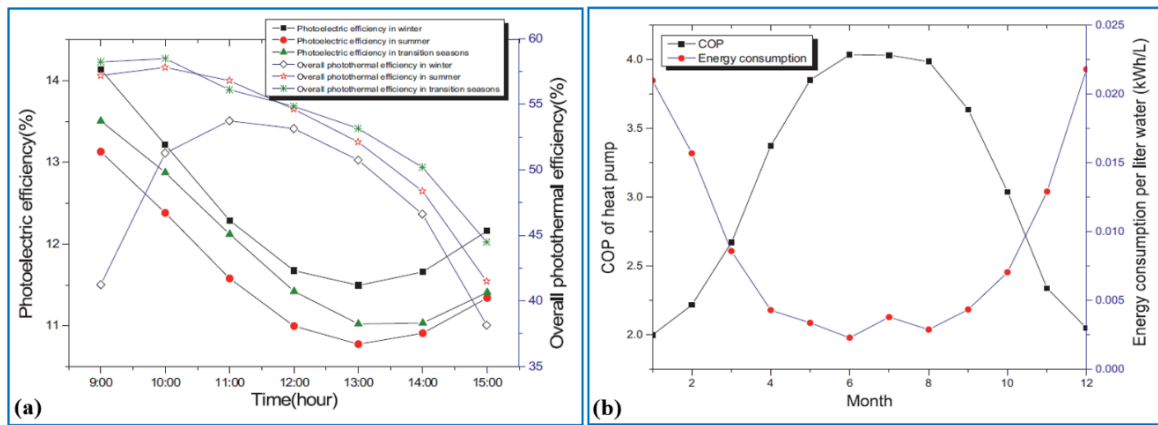 Photoelectric efficiency in winter
Photoelectric efficiency in summer
Photoelectric efficiency in transition seasons
Overall photothermal efficiency in winter
Overall photothermal efficiency in summer
Overall photothermal efficiency in transition seasons
Photoelectric efficiency(%)
14
13
12
11
60
55
50
45
40
35
Overall photothermal efficiency(%)
9:00 10:00 11:00 12:00 13:00 14:00 15:00
Time(hour)
(a)
COP
Energy consumption
COP of heat pump
4.0
3.5
3.0
2.5
2.0
0.025
0.020
0.015
0.010
0.005
0.000
Energy consumption per liter water (kWh/L)
2 4 6 8 10 12
Month
(b)